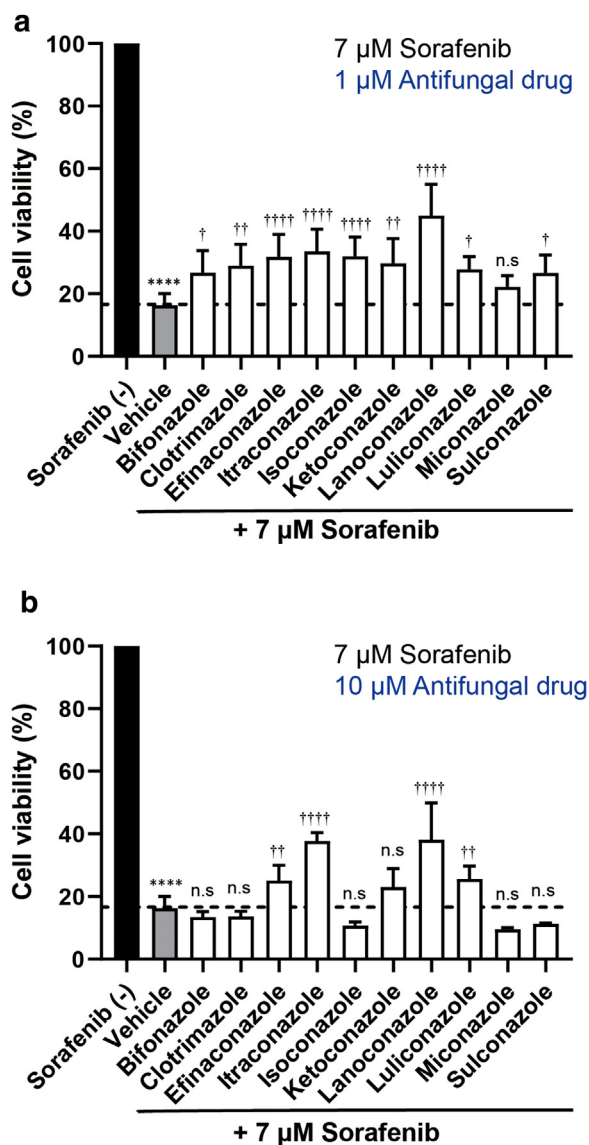 a
Cell viability (%)
100
80
60
40
20
0
7 µM Sorafenib
1 µM Antifungal drug
****
†
††
††††
††††
††††
††
††††
†
n.s
†
Sorafenib (-)
Vehicle
Bifonazole
Clotrimazole
Efinaconazole
Itraconazole
Isoconazole
Ketoconazole
Lanoconazole
Luliconazole
Miconazole
Sulconazole
+ 7 µM Sorafenib
b
Cell viability (%)
100
80
60
40
20
0
7 µM Sorafenib
10 µM Antifungal drug
****
n.s
n.s
††
††††
n.s
n.s
††††
††
n.s
n.s
Sorafenib (-)
Vehicle
Bifonazole
Clotrimazole
Efinaconazole
Itraconazole
Isoconazole
Ketoconazole
Lanoconazole
Luliconazole
Miconazole
Sulconazole
+ 7 µM Sorafenib